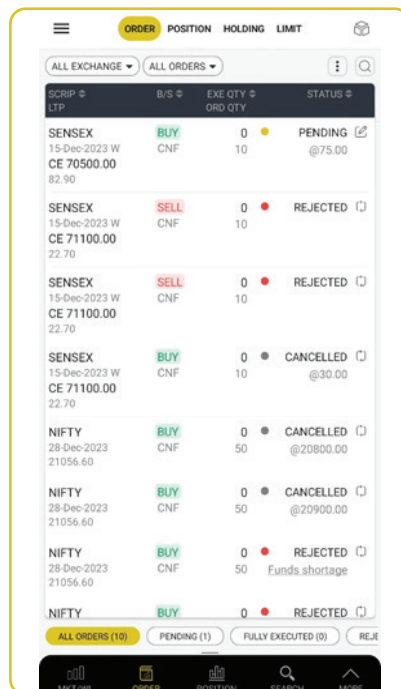 ORDER POSITION HOLDING LIMIT
ALL EXCHANGE ALL ORDERS
SCRIP B/S EXE QTY STATUS
LTP ORD QTY
SENSEX BUY 0 PENDING
15-Dec-2023 W CNF 10 @75.00
CE 70500.00
82.90
SENSEX SELL 0 REJECTED
15-Dec-2023 W CNF 10
CE 71100.00
22.70
SENSEX SELL 0 REJECTED
15-Dec-2023 W CNF 10
CE 71100.00
22.70
SENSEX BUY 0 CANCELLED
15-Dec-2023 W CNF 10 @30.00
CE 71100.00
22.70
NIFTY BUY 0 CANCELLED
28-Dec-2023 CNF 50 @20800.00
21056.60
NIFTY BUY 0 CANCELLED
28-Dec-2023 CNF 50 @20900.00
21056.60
NIFTY BUY 0 REJECTED
28-Dec-2023 CNF 50 Funds shortage
21056.60
NIFTY BUY 0 REJECTED
ALL ORDERS (10) PENDING (1) FULLY EXECUTED (0) REJE
MKT/WL ORDER POSITION SEARCH MORE